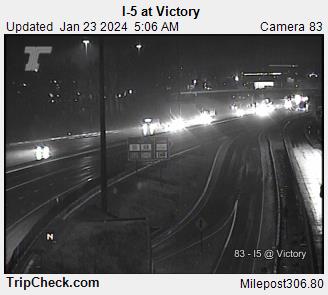 I-5 at Victory
Updated Jan 23 2024 5:06 AM Camera 83
N
83 - I5 @ Victory
TripCheck.com Milepost306.80